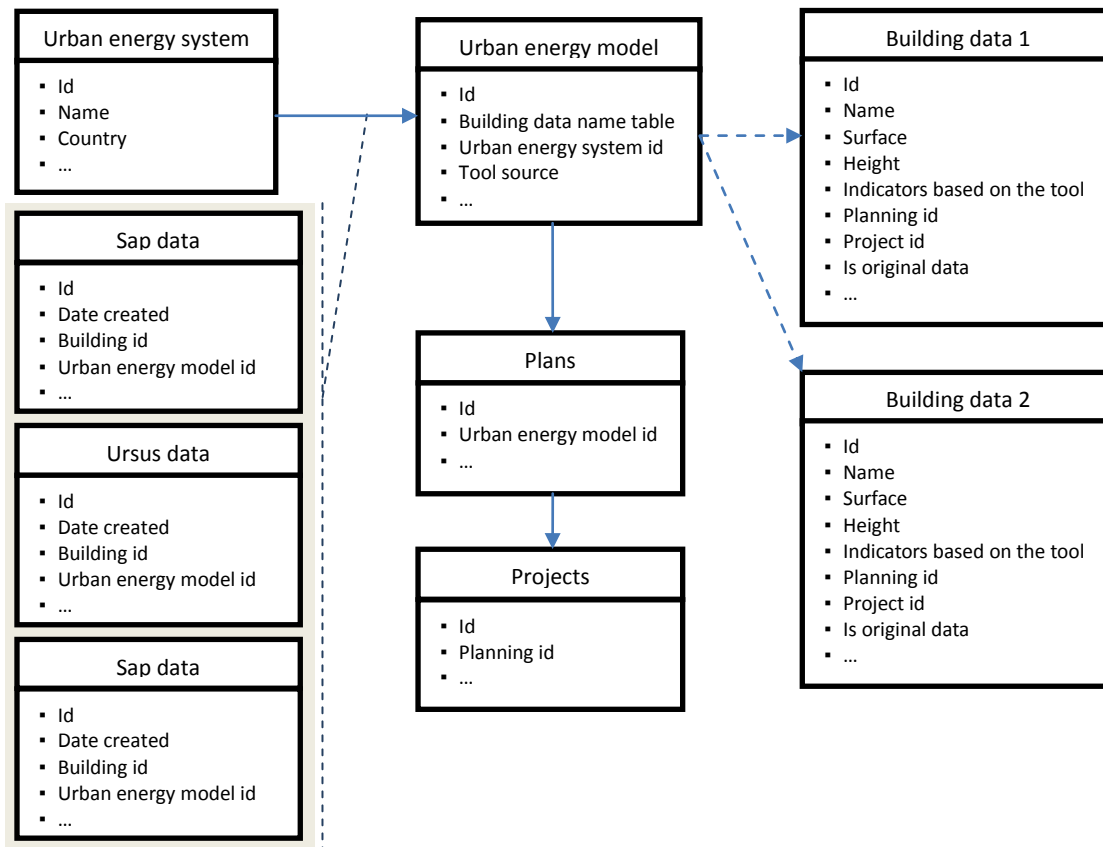 Urban energy system
▪ Id
▪ Name
▪ Country
▪ ...
Sap data
▪ Id
▪ Date created
▪ Building id
▪ Urban energy model id
▪ ...
Ursus data
▪ Id
▪ Date created
▪ Building id
▪ Urban energy model id
▪ ...
Sap data
▪ Id
▪ Date created
▪ Building id
▪ Urban energy model id
▪ ...
Urban energy model
▪ Id
▪ Building data name table
▪ Urban energy system id
▪ Tool source
▪ ...
Plans
▪ Id
▪ Urban energy model id
▪ ...
Projects
▪ Id
▪ Planning id
▪ ...
Building data 1
▪ Id
▪ Name
▪ Surface
▪ Height
▪ Indicators based on the tool
▪ Planning id
▪ Project id
▪ Is original data
▪ ...
Building data 2
▪ Id
▪ Name
▪ Surface
▪ Height
▪ Indicators based on the tool
▪ Planning id
▪ Project id
▪ Is original data
▪ ...